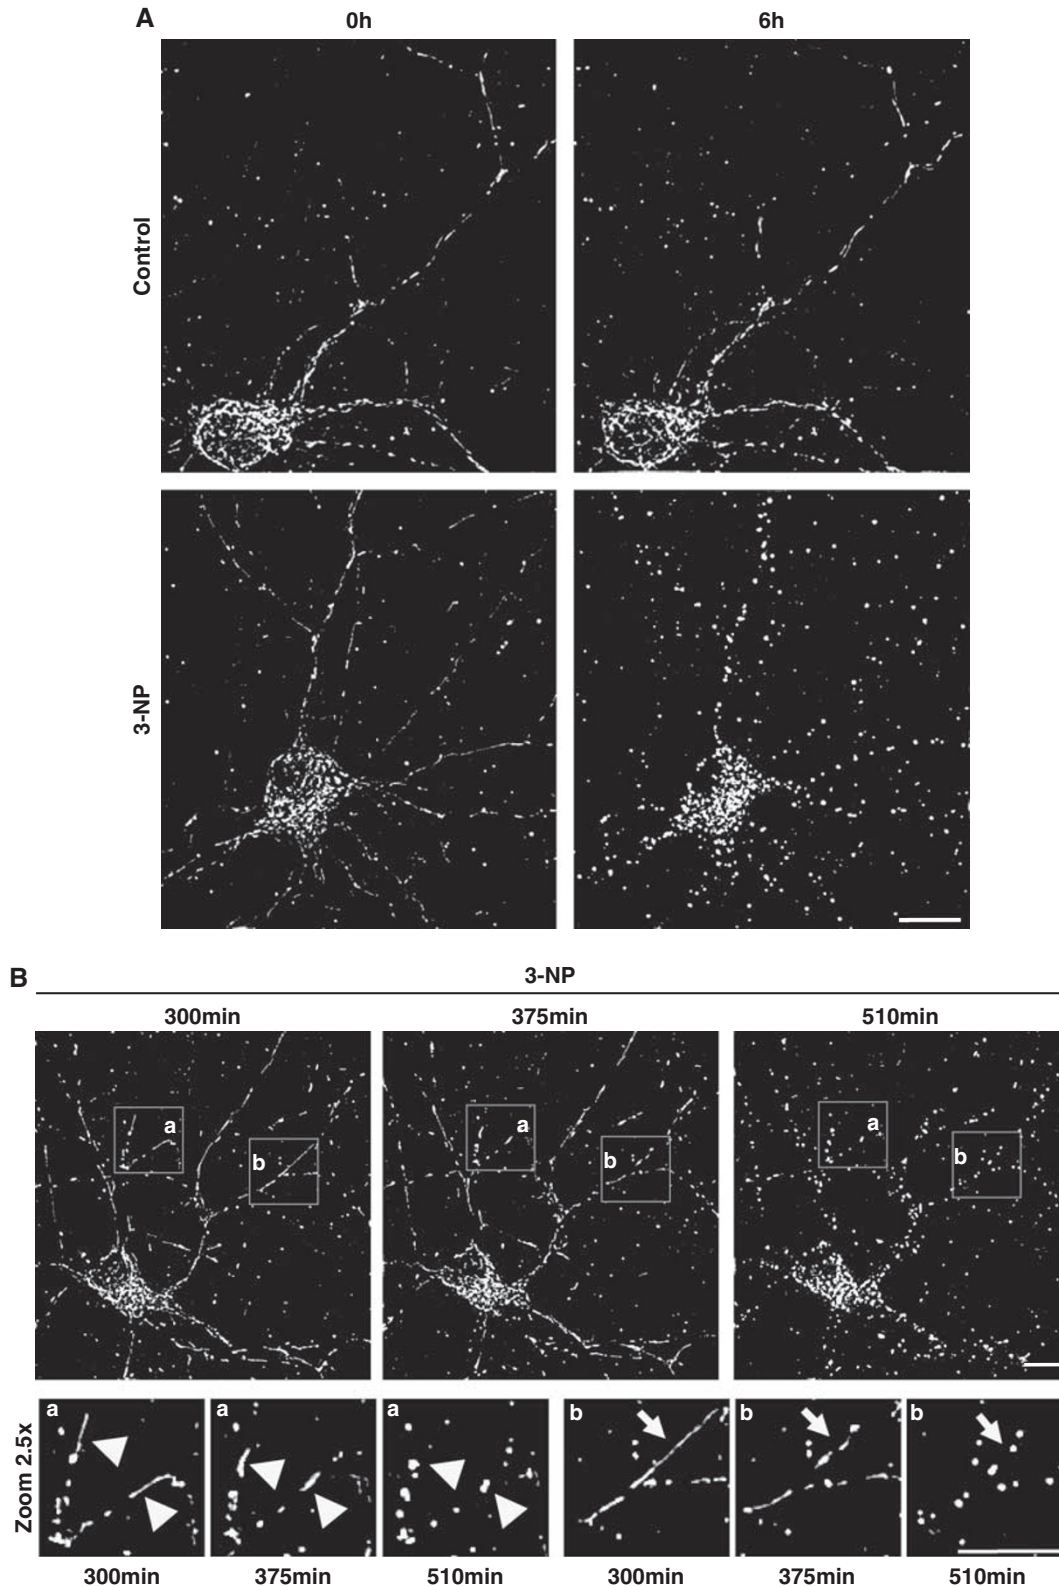 A
0h 6h
Control
3-NP
B
3-NP
300min 375min 510min
a b a b a b
Zoom 2.5x
a a a b b b
300min 375min 510min 300min 375min 510min